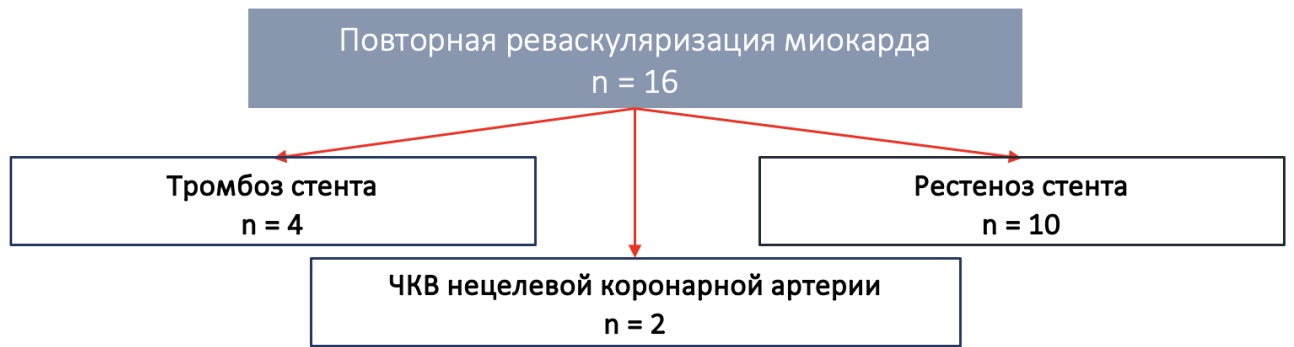 Повторная реваскуляризация миокарда
n = 16
Тромбоз стента
n = 4
Рестеноз стента
n = 10
ЧКВ нецелевой коронарной артерии
n = 2